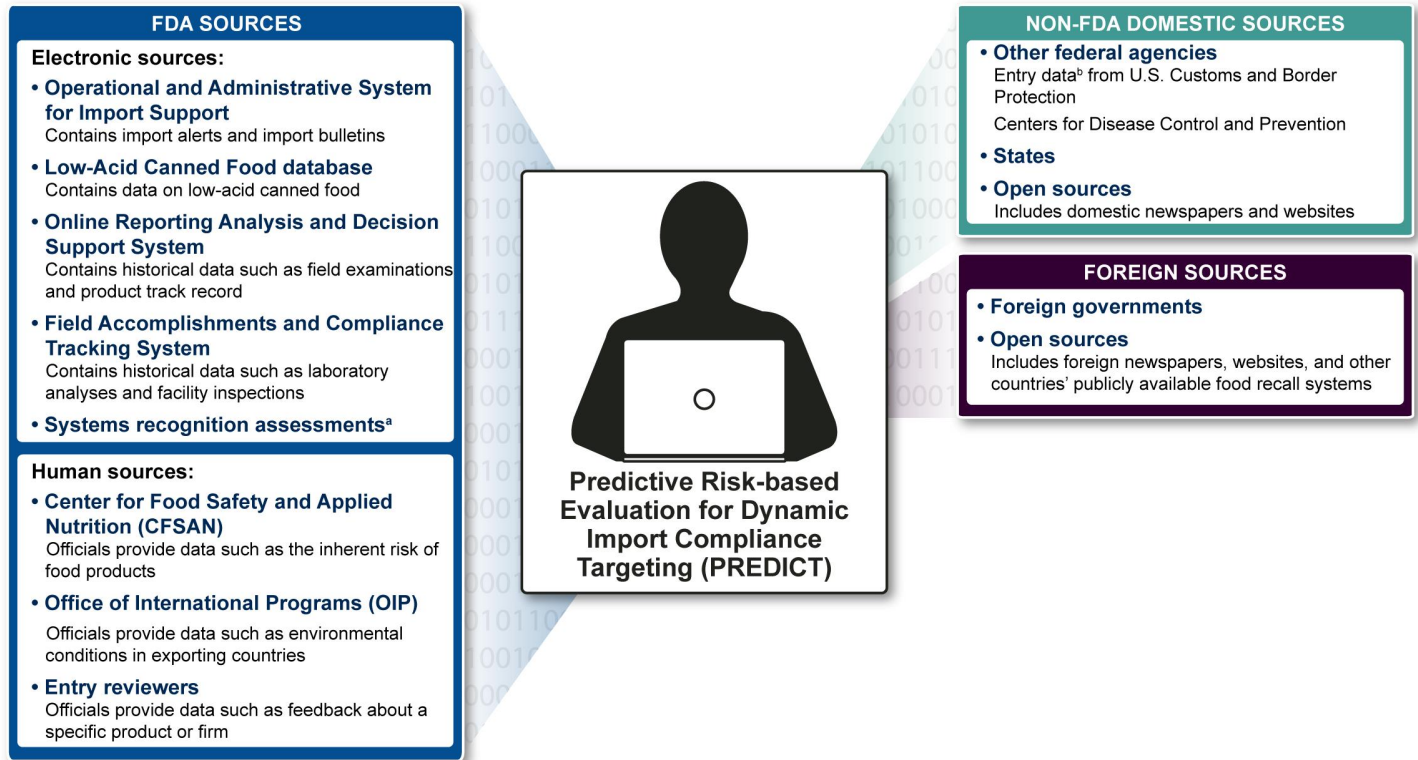 FDA SOURCES
Electronic sources:
• Operational and Administrative System
for Import Support
Contains import alerts and import bulletins
• Low-Acid Canned Food database
Contains data on low-acid canned food
• Online Reporting Analysis and Decision
Support System
Contains historical data such as field examinations
and product track record
• Field Accomplishments and Compliance
Tracking System
Contains historical data such as laboratory
analyses and facility inspections
• Systems recognition assessmentsᵃ
Human sources:
• Center for Food Safety and Applied
Nutrition (CFSAN)
Officials provide data such as the inherent risk of
food products
• Office of International Programs (OIP)
Officials provide data such as environmental
conditions in exporting countries
• Entry reviewers
Officials provide data such as feedback about a
specific product or firm
Predictive Risk-based
Evaluation for Dynamic
Import Compliance
Targeting (PREDICT)
NON-FDA DOMESTIC SOURCES
• Other federal agencies
Entry dataᵇ from U.S. Customs and Border
Protection
Centers for Disease Control and Prevention
• States
• Open sources
Includes domestic newspapers and websites
FOREIGN SOURCES
• Foreign governments
• Open sources
Includes foreign newspapers, websites, and other
countries’ publicly available food recall systems